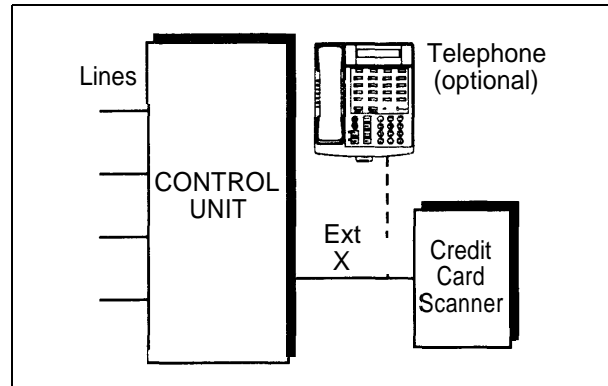 Lines
CONTROL
UNIT
Telephone
(optional)
Ext
X
Credit
Card
Scanner